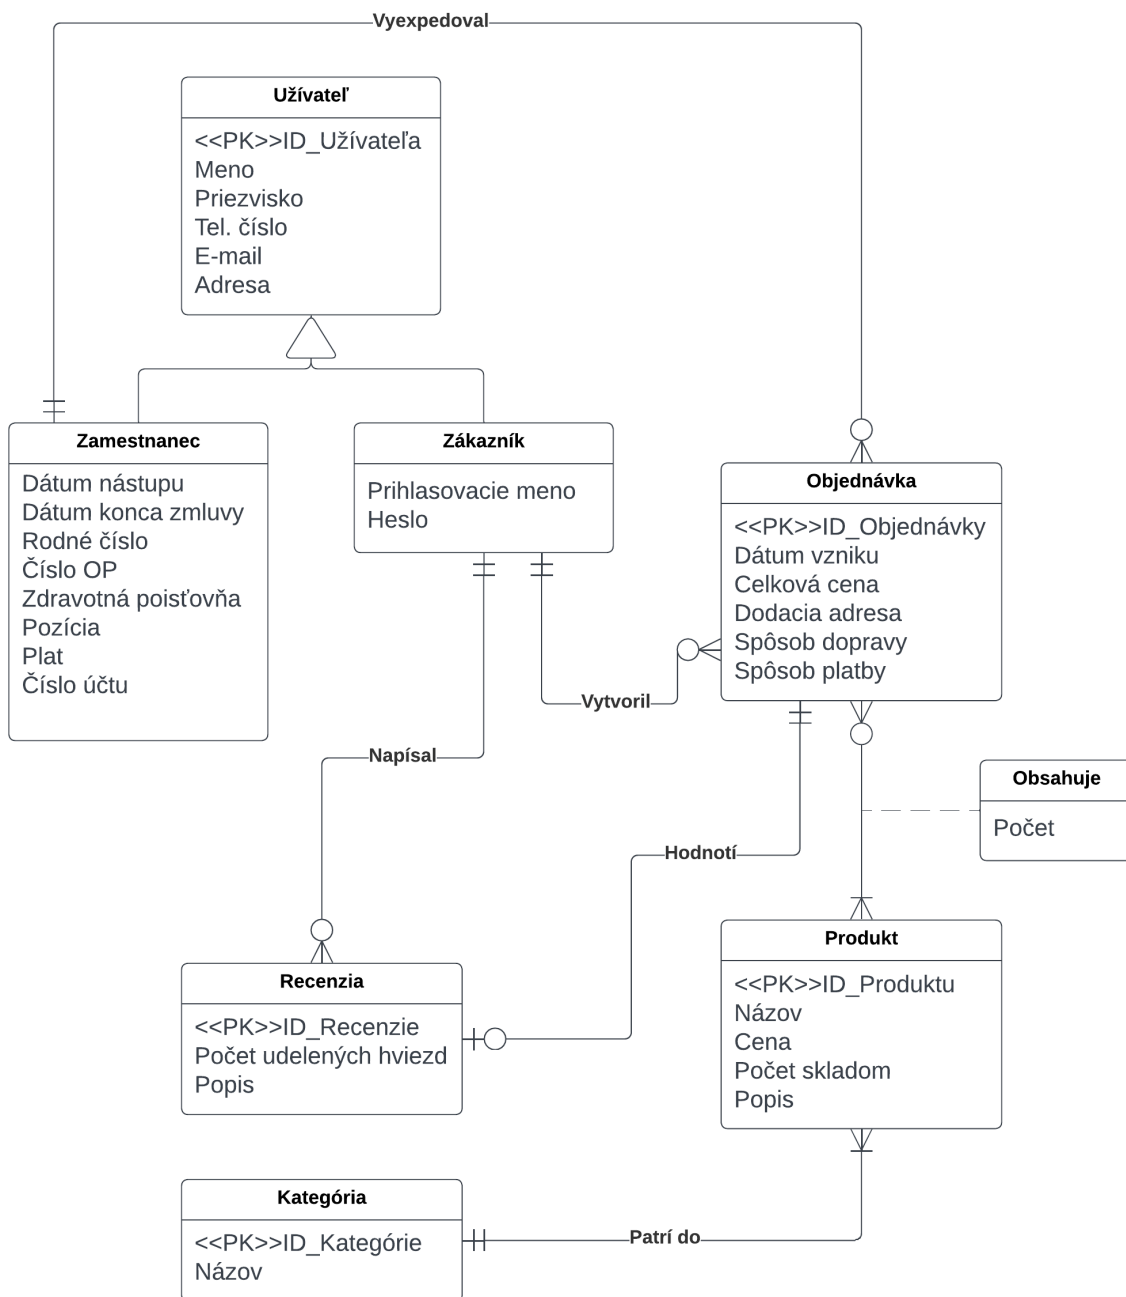 Vyexpedoval
Užívateľ
<<PK>>ID_Užívateľa
Meno
Priezvisko
Tel. číslo
E-mail
Adresa
Zamestnanec
Dátum nástupu
Dátum konca zmluvy
Rodné číslo
Číslo OP
Zdravotná poisťovňa
Pozícia
Plat
Číslo účtu
Zákazník
Prihlasovacie meno
Heslo
Objednávka
<<PK>>ID_Objednávky
Dátum vzniku
Celková cena
Dodacia adresa
Spôsob dopravy
Spôsob platby
Vytvoril
Napísal
Obsahuje
Počet
Hodnotí
Produkt
<<PK>>ID_Produktu
Názov
Cena
Počet skladom
Popis
Recenzia
<<PK>>ID_Recenzie
Počet udelených hviezd
Popis
Kategória
<<PK>>ID_Kategórie
Názov
Patrí do